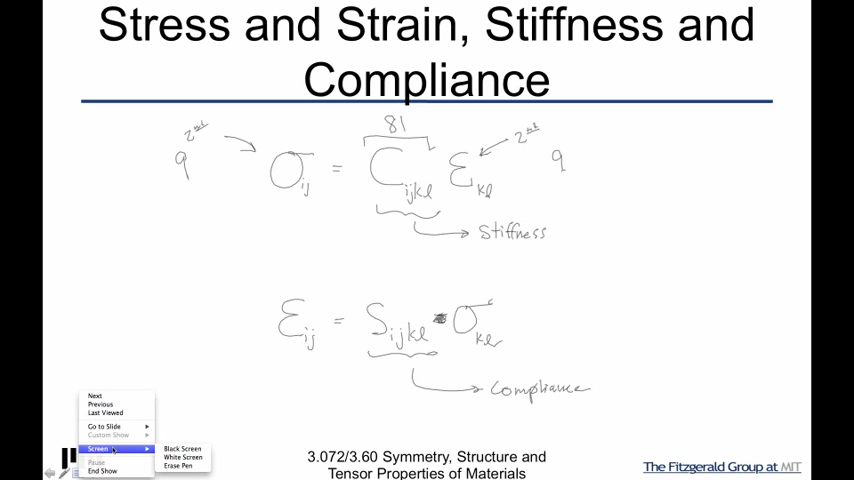 Stress and Strain, Stiffness and
Compliance
81
2nd
2nd
9
σij = Cijkl εkl
9
Stiffness
εij = Sijkl σkl
Compliance
Next
Previous
Last Viewed
Go to Slide
Custom Show
Screen
Black Screen
White Screen
Erase Pen
Pause
End Show
3.072/3.60 Symmetry, Structure and
Tensor Properties of Materials
The Fitzgerald Group at MIT